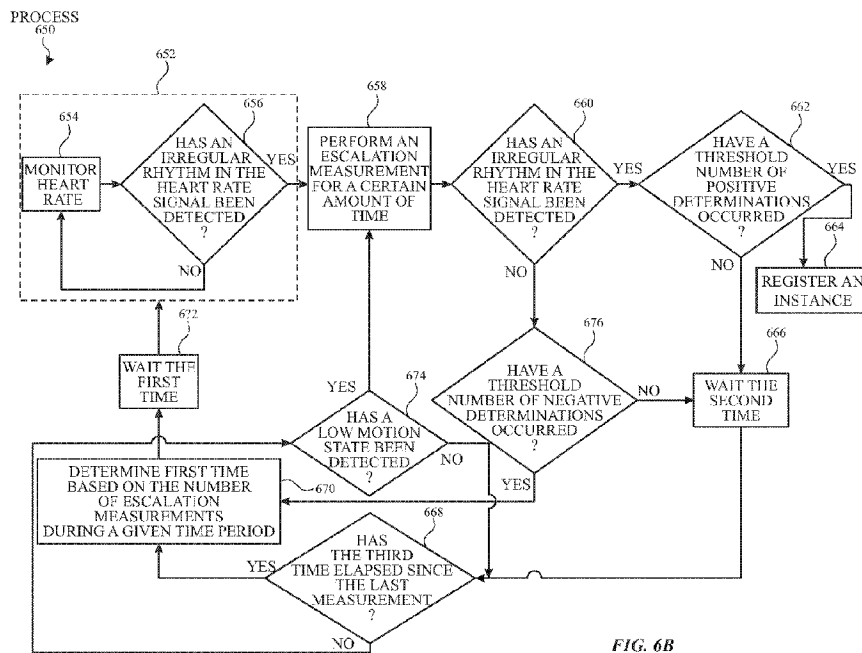 PROCESS
650
652
654
MONITOR
HEART
RATE
656
HAS AN
IRREGULAR
RHYTHM IN THE
HEART RATE
SIGNAL BEEN
DETECTED
?
YES
NO
658
PERFORM AN
ESCALATION
MEASUREMENT
FOR A CERTAIN
AMOUNT OF
TIME
660
HAS AN
IRREGULAR
RHYTHM IN THE
HEART RATE
SIGNAL BEEN
DETECTED
?
YES
NO
662
HAVE A
THRESHOLD
NUMBER OF
POSITIVE
DETERMINATIONS
OCCURRED
?
YES
NO
664
REGISTER AN
INSTANCE
672
WAIT THE
FIRST
TIME
YES
674
HAS A
LOW MOTION
STATE BEEN
DETECTED
?
NO
676
HAVE A
THRESHOLD
NUMBER OF NEGATIVE
DETERMINATIONS
OCCURRED
?
NO
YES
666
WAIT THE
SECOND
TIME
DETERMINE FIRST TIME
BASED ON THE NUMBER
OF ESCALATION
MEASUREMENTS
DURING A GIVEN TIME PERIOD
670
668
HAS
THE THIRD
TIME ELAPSED SINCE
THE LAST
MEASUREMENT
?
YES
NO
FIG. 6B